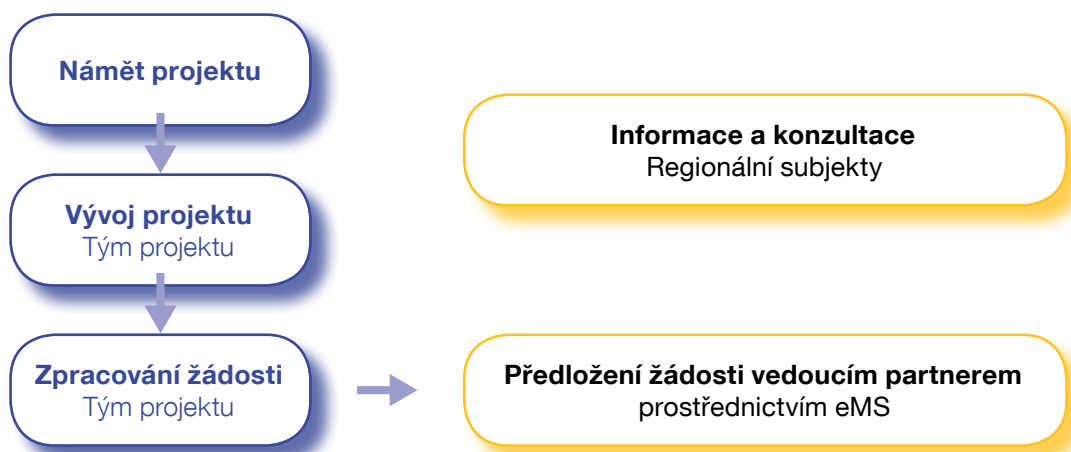 Námět projektu
Informace a konzultace
Regionální subjekty
Vývoj projektu
Tým projektu
Zpracování žádosti
Tým projektu
Předložení žádosti vedoucím partnerem
prostřednictvím eMS